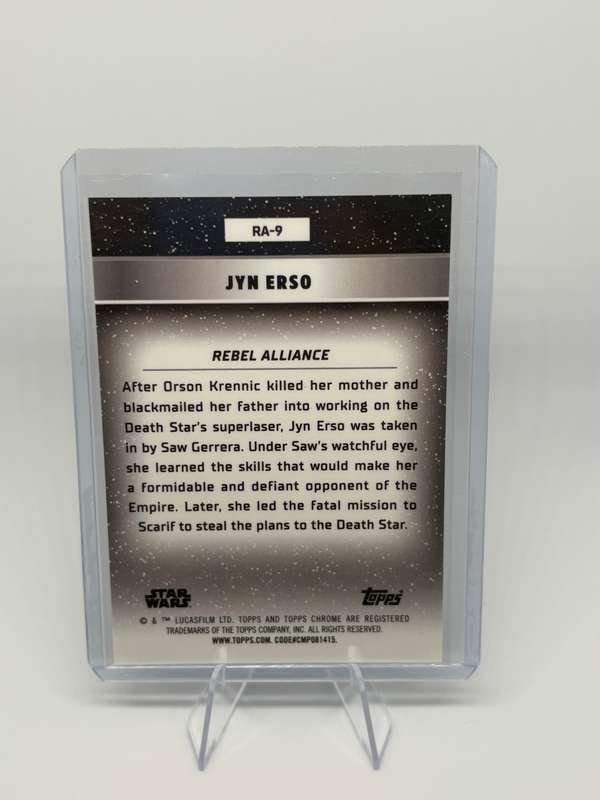 RA-9
JYN ERSO
REBEL ALLIANCE
After Orson Krennic killed her mother and
blackmailed her father into working on the
Death Star's superlaser, Jyn Erso was taken
in by Saw Gerrera. Under Saw's watchful eye,
she learned the skills that would make her
a formidable and defiant opponent of the
Empire. Later, she led the fatal mission to
Scarif to steal the plans to the Death Star.
STAR
WARS
Topps
© & ™ LUCASFILM LTD. TOPPS AND TOPPS CHROME ARE REGISTERED
TRADEMARKS OF THE TOPPS COMPANY, INC. ALL RIGHTS RESERVED.
WWW.TOPPS.COM. CODE#CMP081415.